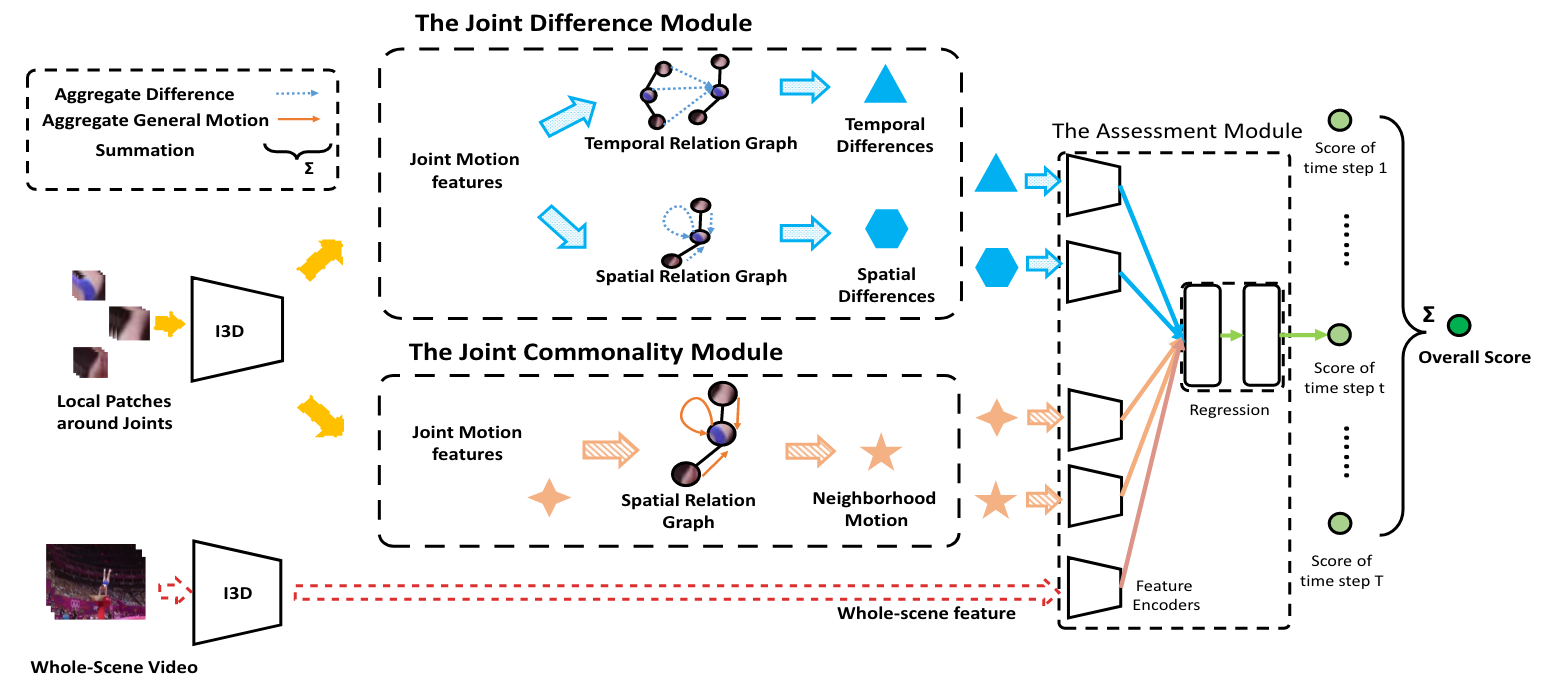 The Joint Difference Module
Aggregate Difference
Aggregate General Motion
Summation
Σ
Joint Motion
features
Temporal Relation Graph
Temporal
Differences
Spatial Relation Graph
Spatial
Differences
The Assessment Module
Score of
time step 1
I3D
Local Patches
around Joints
The Joint Commonality Module
Joint Motion
features
Spatial Relation
Graph
Neighborhood
Motion
Regression
Score of
time step t
Σ
Overall Score
I3D
Whole-scene feature
Feature
Encoders
Score of
time step T
Whole-Scene Video